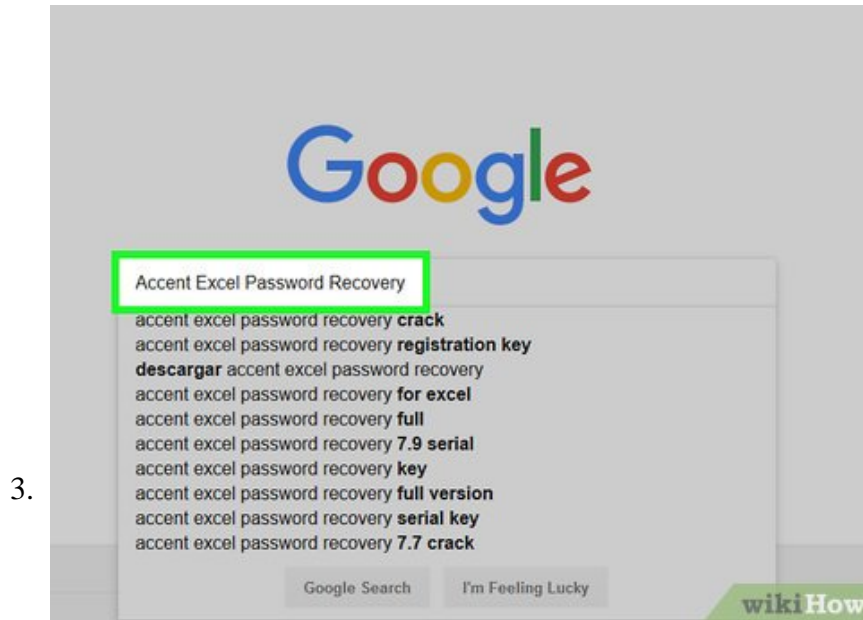 Google
Accent Excel Password Recovery
accent excel password recovery crack
accent excel password recovery registration key
descargar accent excel password recovery
accent excel password recovery for excel
accent excel password recovery full
accent excel password recovery 7.9 serial
accent excel password recovery key
accent excel password recovery full version
accent excel password recovery serial key
accent excel password recovery 7.7 crack
3.
Google Search I'm Feeling Lucky
wikiHow